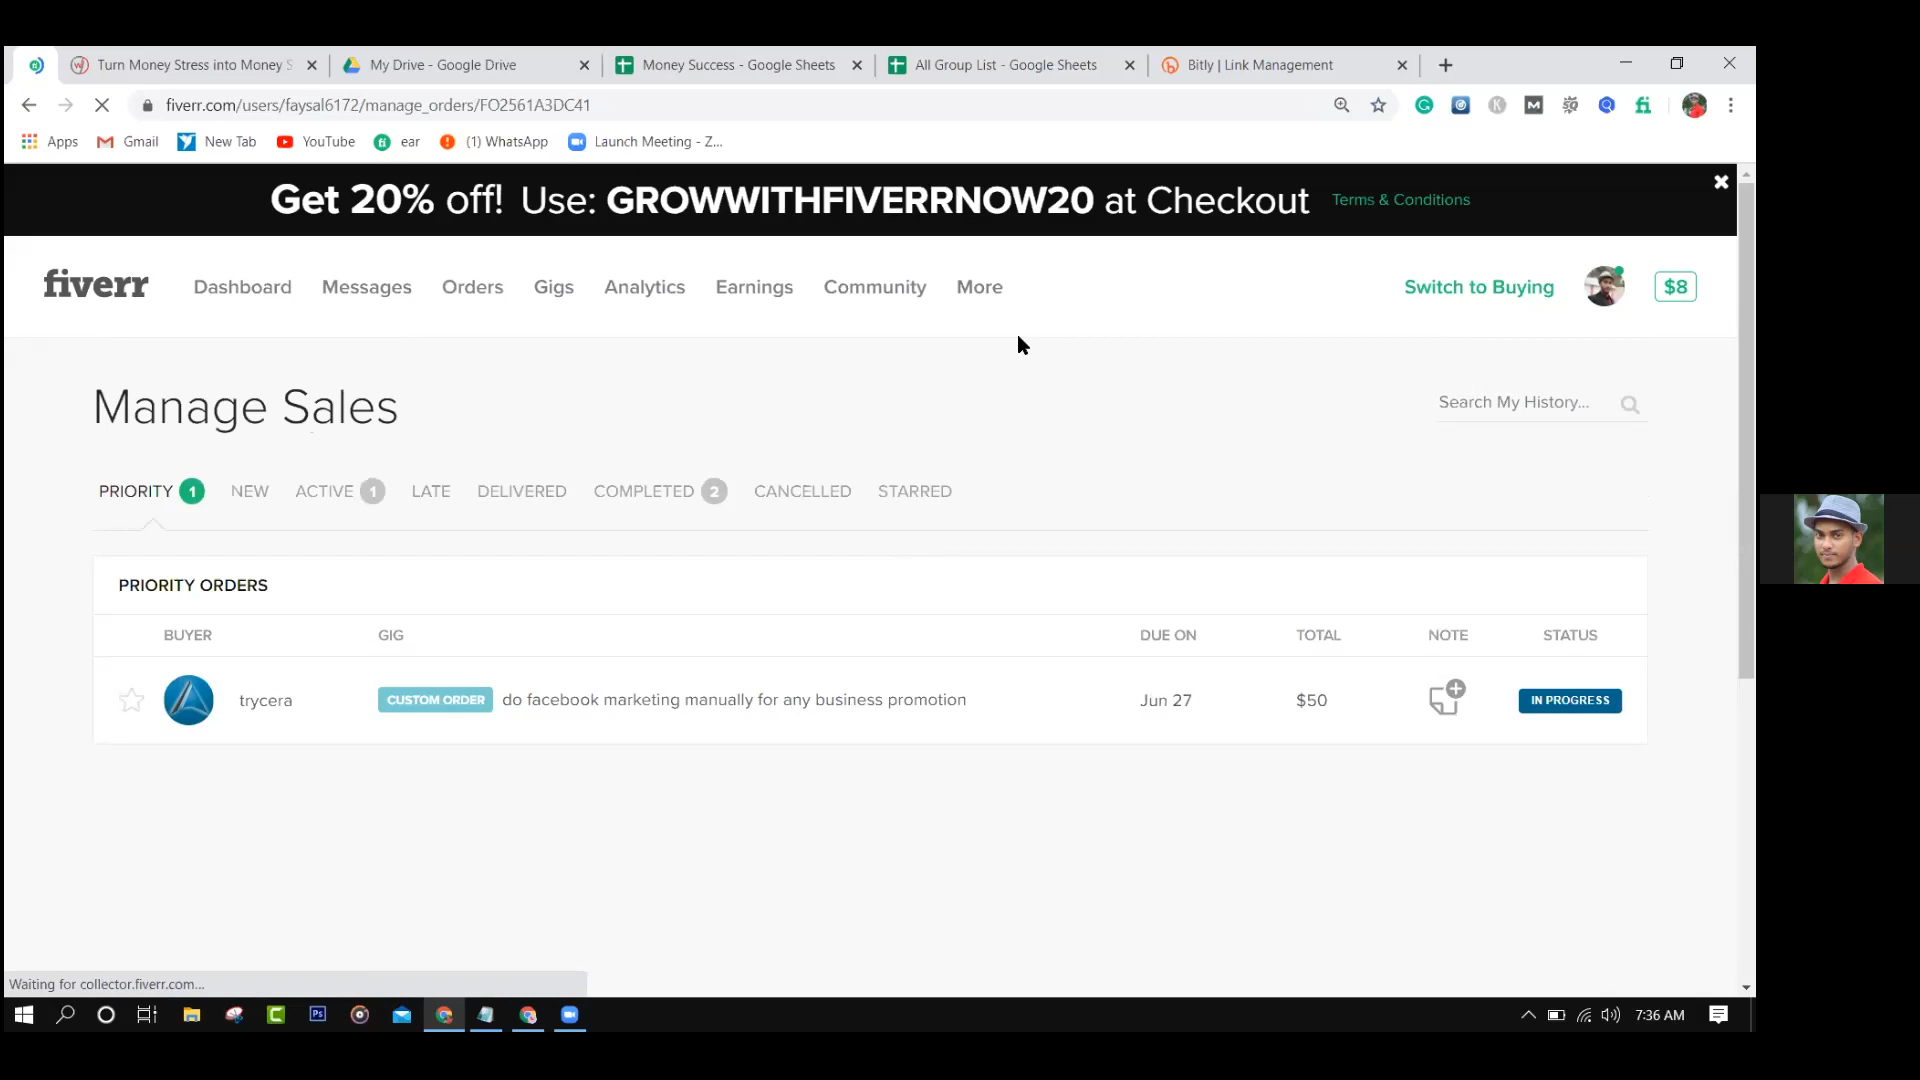 Turn Money Stress into Money S
My Drive - Google Drive
Money Success - Google Sheets
All Group List - Google Sheets
Bitly | Link Management
fiverr.com/users/faysal6172/manage_orders/FO2561A3DC41
Apps
Gmail
New Tab
YouTube
ear
(1) WhatsApp
Launch Meeting - Z...
Get 20% off! Use: GROWWITHFIVERRNOW20 at Checkout Terms & Conditions
fiverr
Dashboard
Messages
Orders
Gigs
Analytics
Earnings
Community
More
Switch to Buying
$8
Manage Sales
Search My History...
PRIORITY 1
NEW
ACTIVE 1
LATE
DELIVERED
COMPLETED 2
CANCELLED
STARRED
PRIORITY ORDERS
BUYER GIG DUE ON TOTAL NOTE STATUS
trycera CUSTOM ORDER do facebook marketing manually for any business promotion Jun 27 $50 IN PROGRESS
Waiting for collector.fiverr.com...
7:36 AM